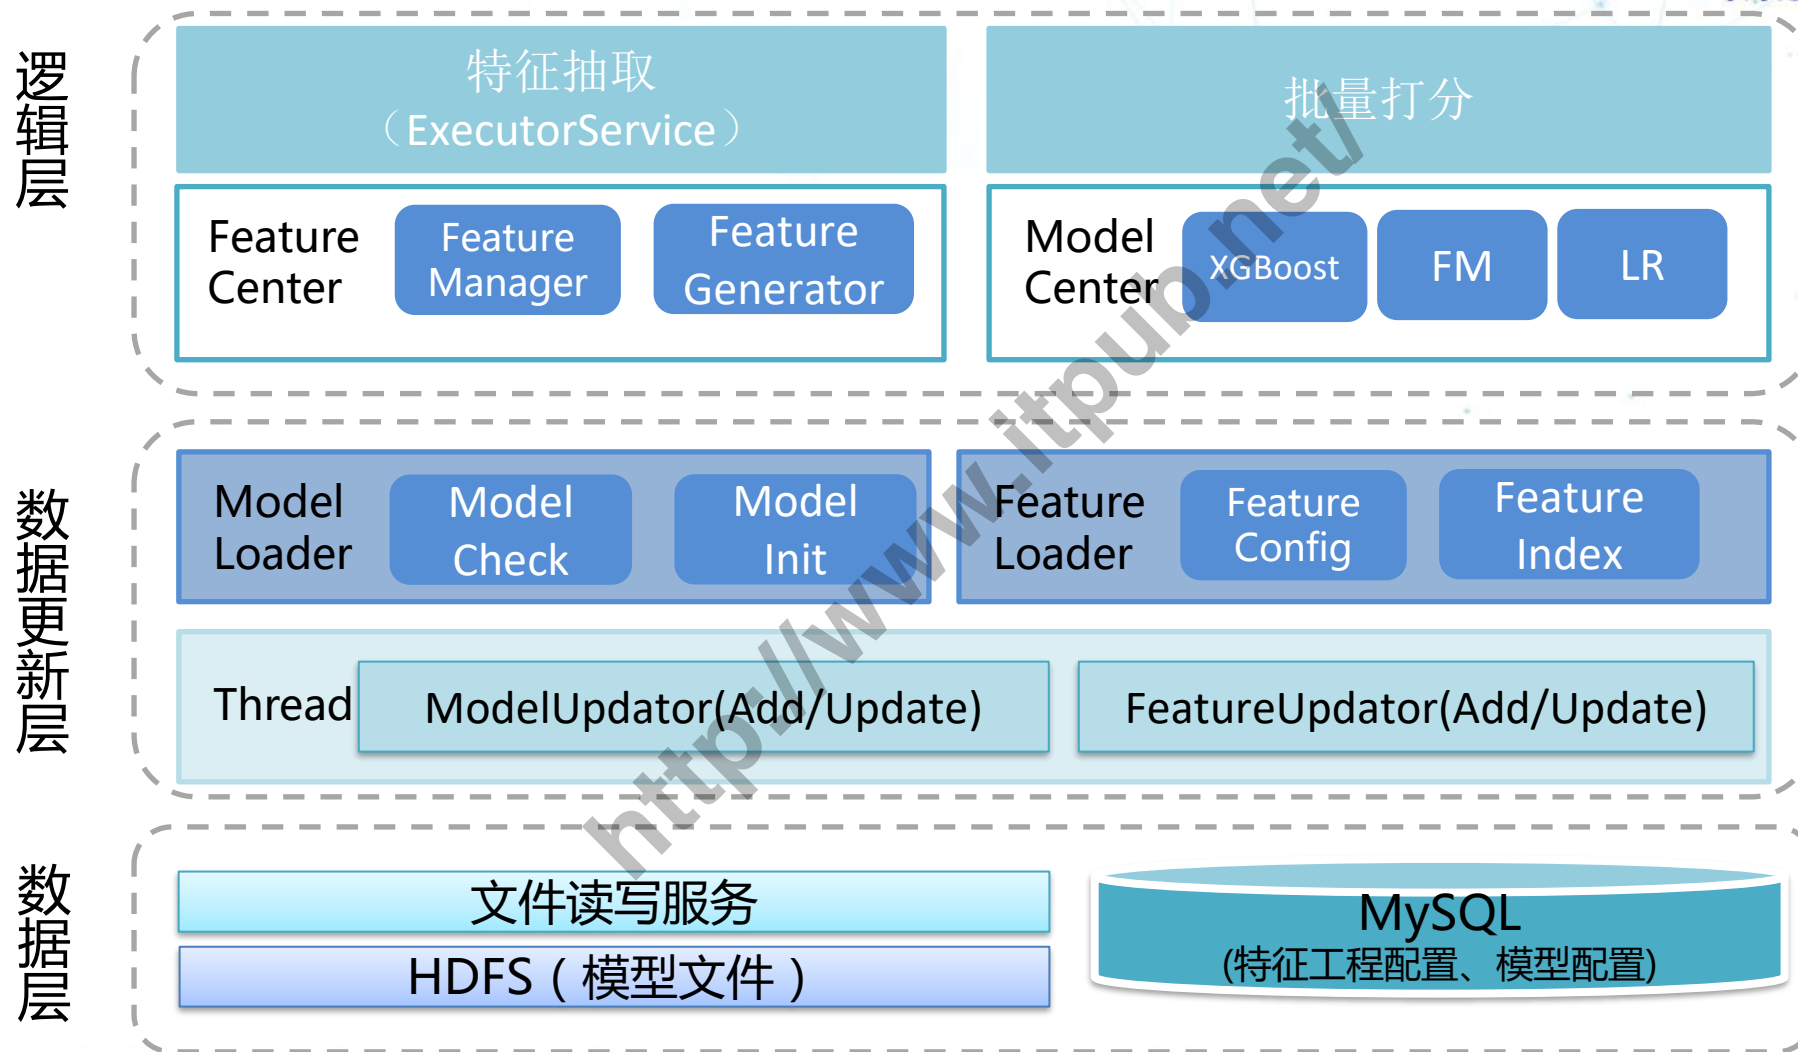 逻辑层
特征抽取
（ExecutorService）
批量打分
Feature
Center
Feature
Manager
Feature
Generator
Model
Center
XGBoost
FM
LR
数据更新层
Model
Loader
Model
Check
Model
Init
Feature
Loader
Feature
Config
Feature
Index
Thread
ModelUpdator(Add/Update)
FeatureUpdator(Add/Update)
数据层
文件读写服务
HDFS（模型文件）
MySQL
(特征工程配置、模型配置)
http://www.itpub.net/